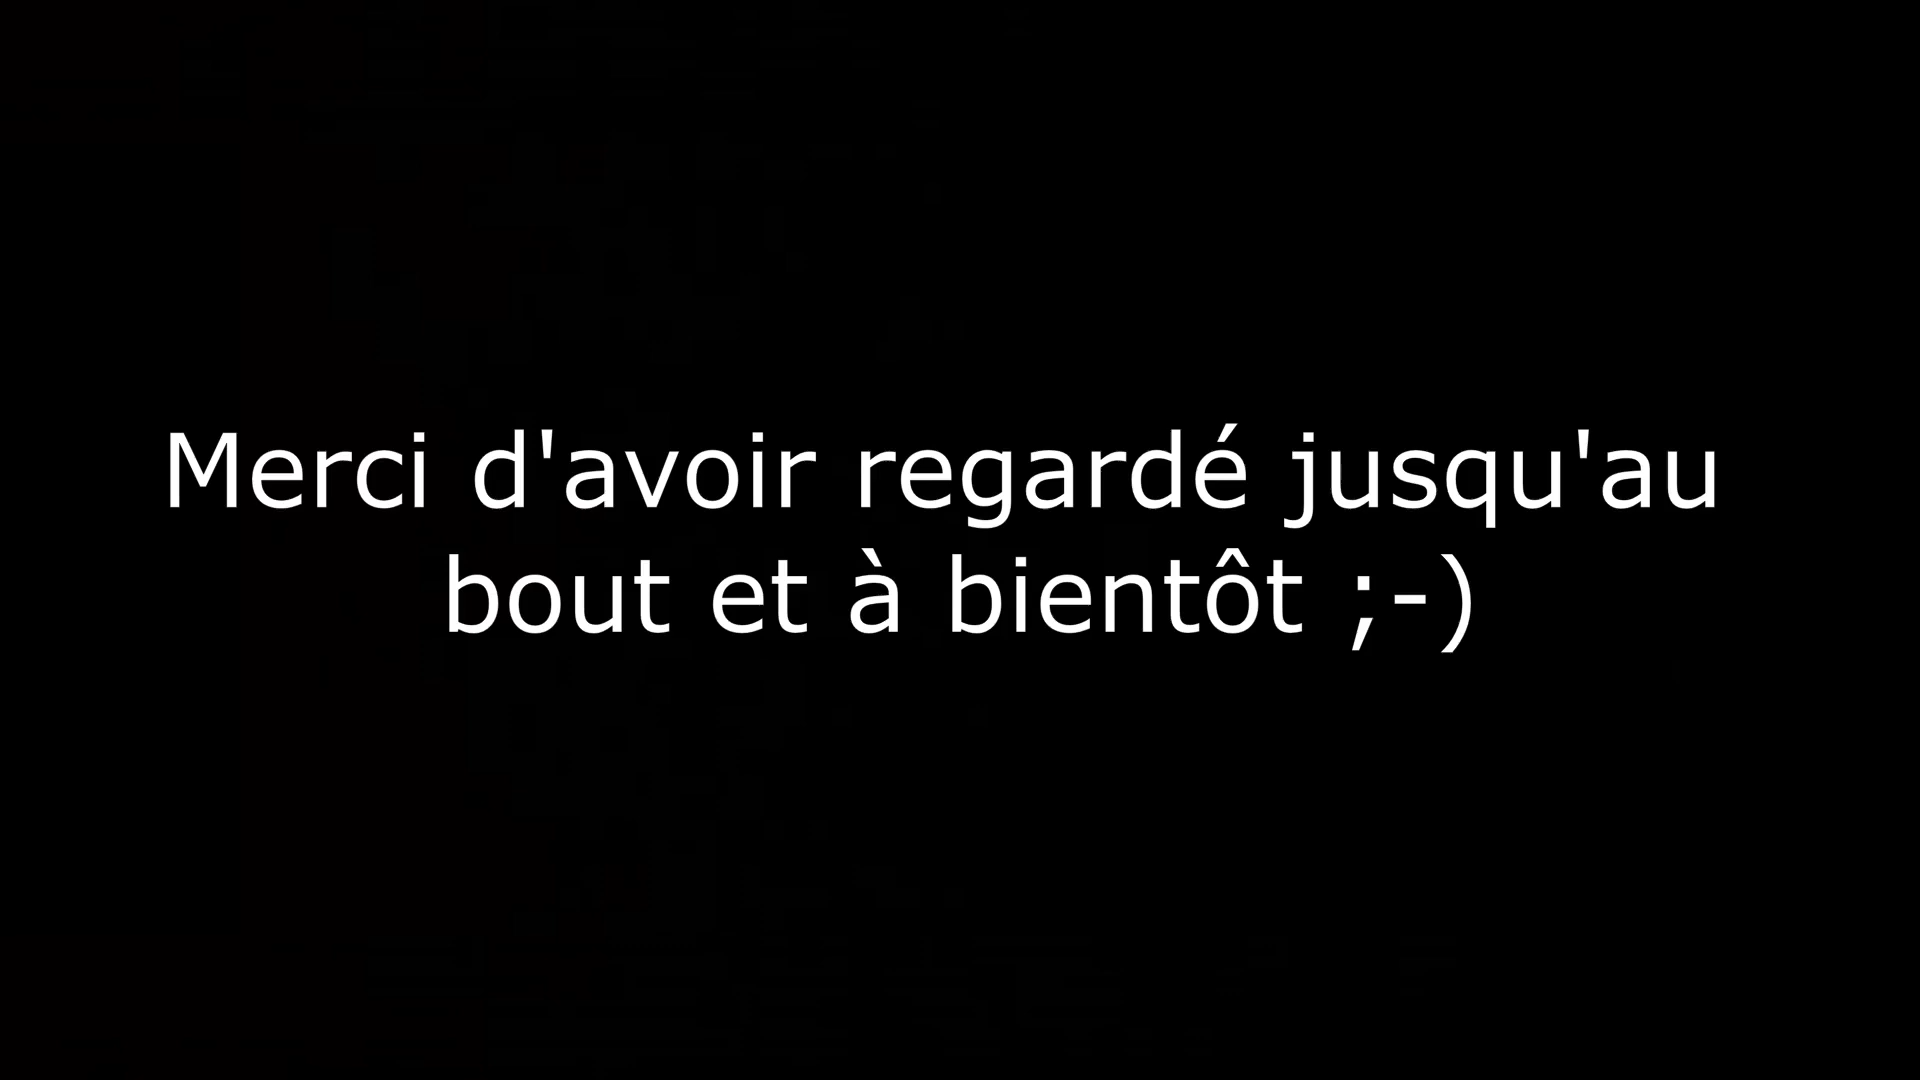 Merci d'avoir regardé jusqu'au
bout et à bientôt ;-)